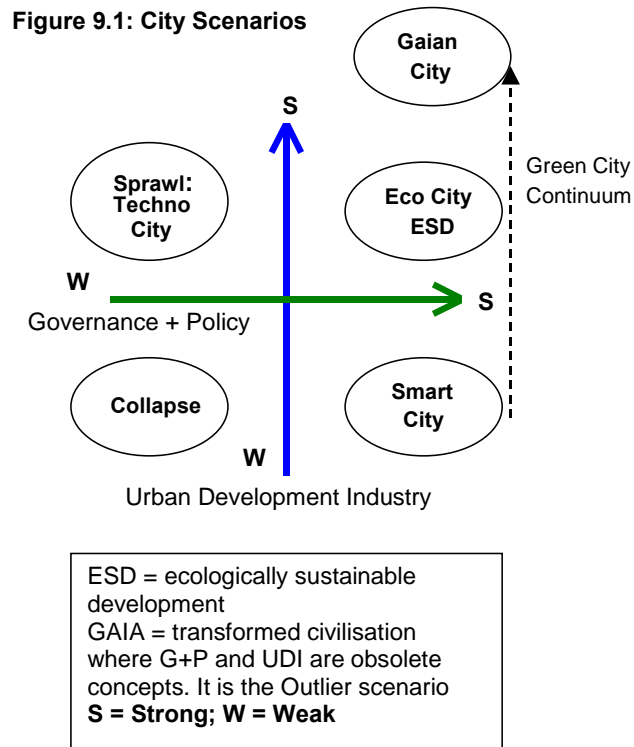 Figure 9.1: City Scenarios
Gaian
City
S
Green City
Continuum
Sprawl:
Techno
City
Eco City
ESD
W
S
Governance + Policy
Collapse
Smart
City
W
Urban Development Industry
ESD = ecologically sustainable
development
GAIA = transformed civilisation
where G+P and UDI are obsolete
concepts. It is the Outlier scenario
S = Strong; W = Weak